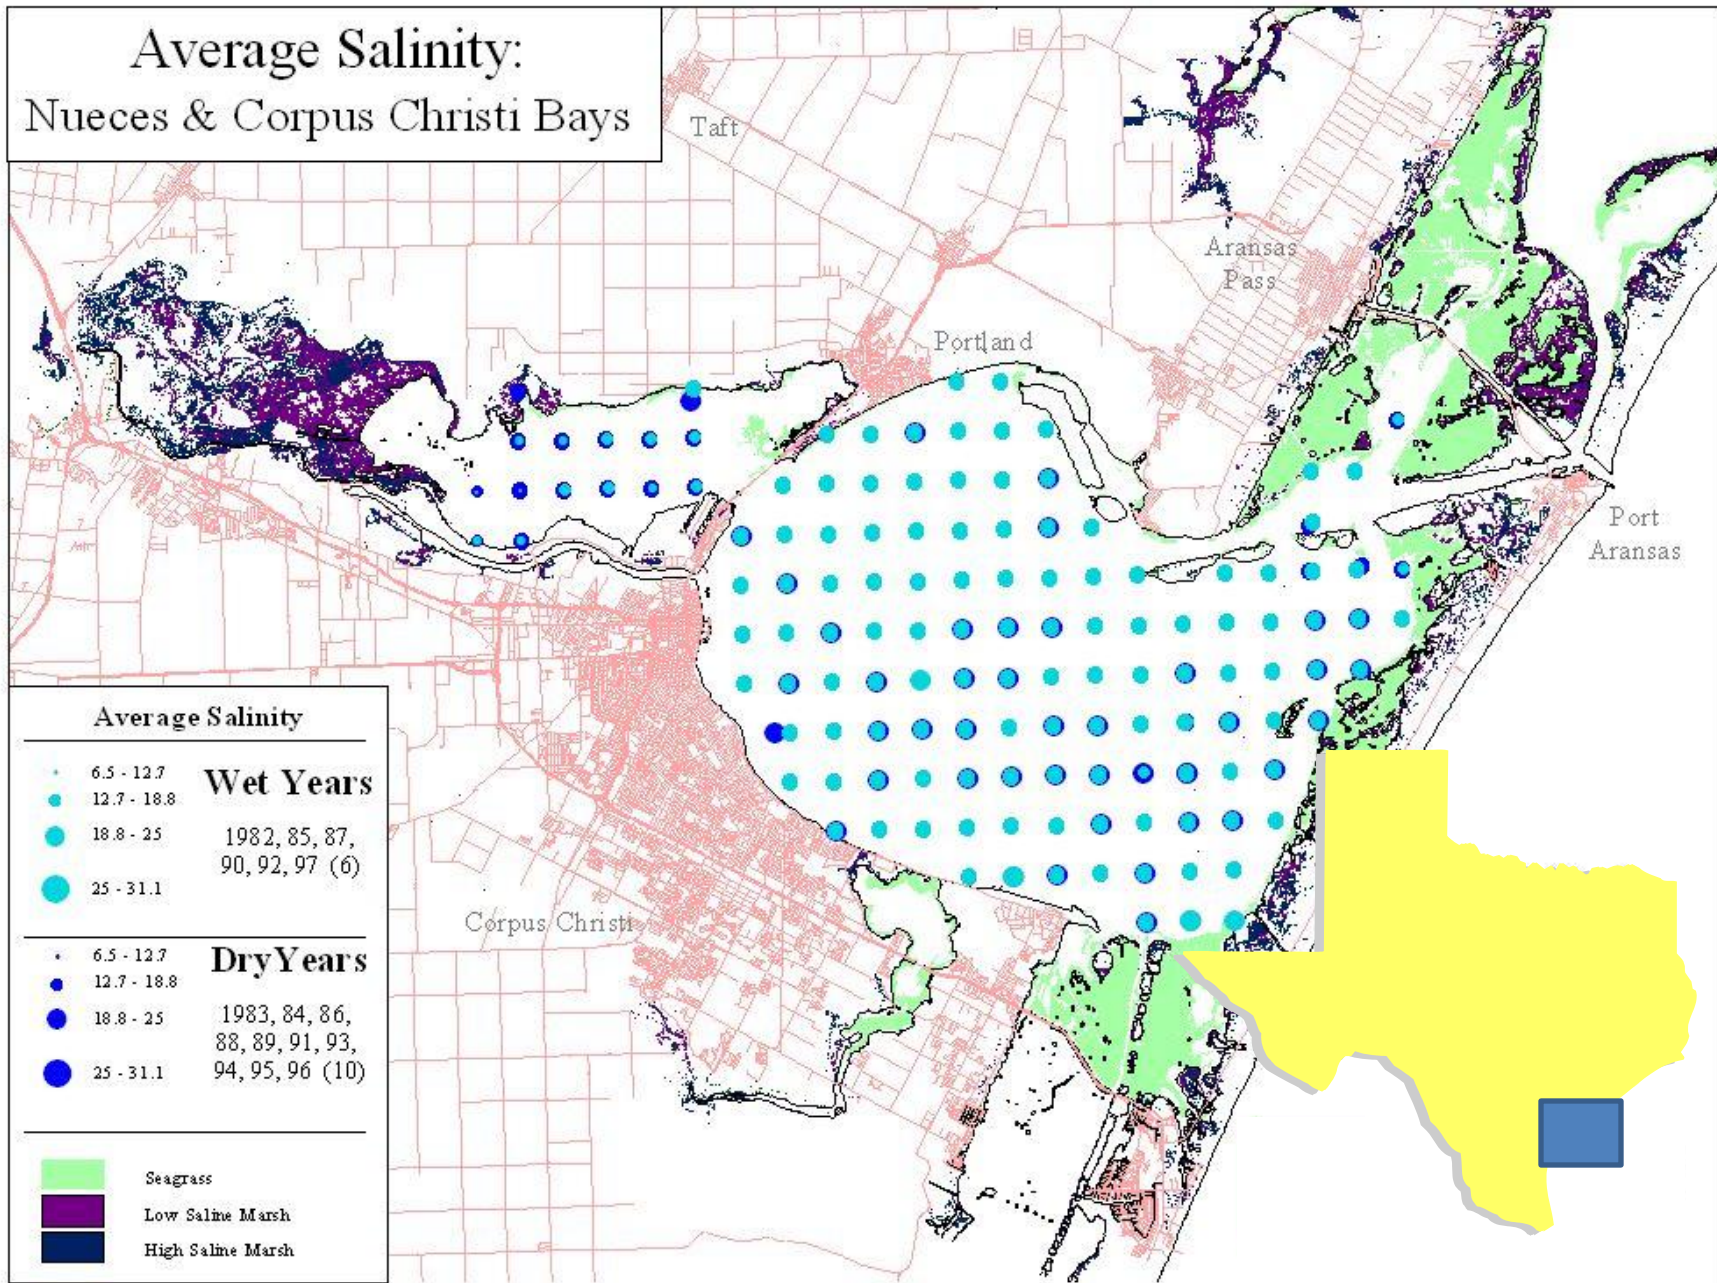 Average Salinity:
Nueces & Corpus Christi Bays
Taft
Aransas
Pass
Portland
Port
Aransas
Corpus Christi
Average Salinity
6.5 - 12.7
12.7 - 18.8
18.8 - 25
25 - 31.1
Wet Years
1982, 85, 87,
90, 92, 97 (6)
6.5 - 12.7
12.7 - 18.8
18.8 - 25
25 - 31.1
DryYears
1983, 84, 86,
88, 89, 91, 93,
94, 95, 96 (10)
Seagrass
Low Saline Marsh
High Saline Marsh